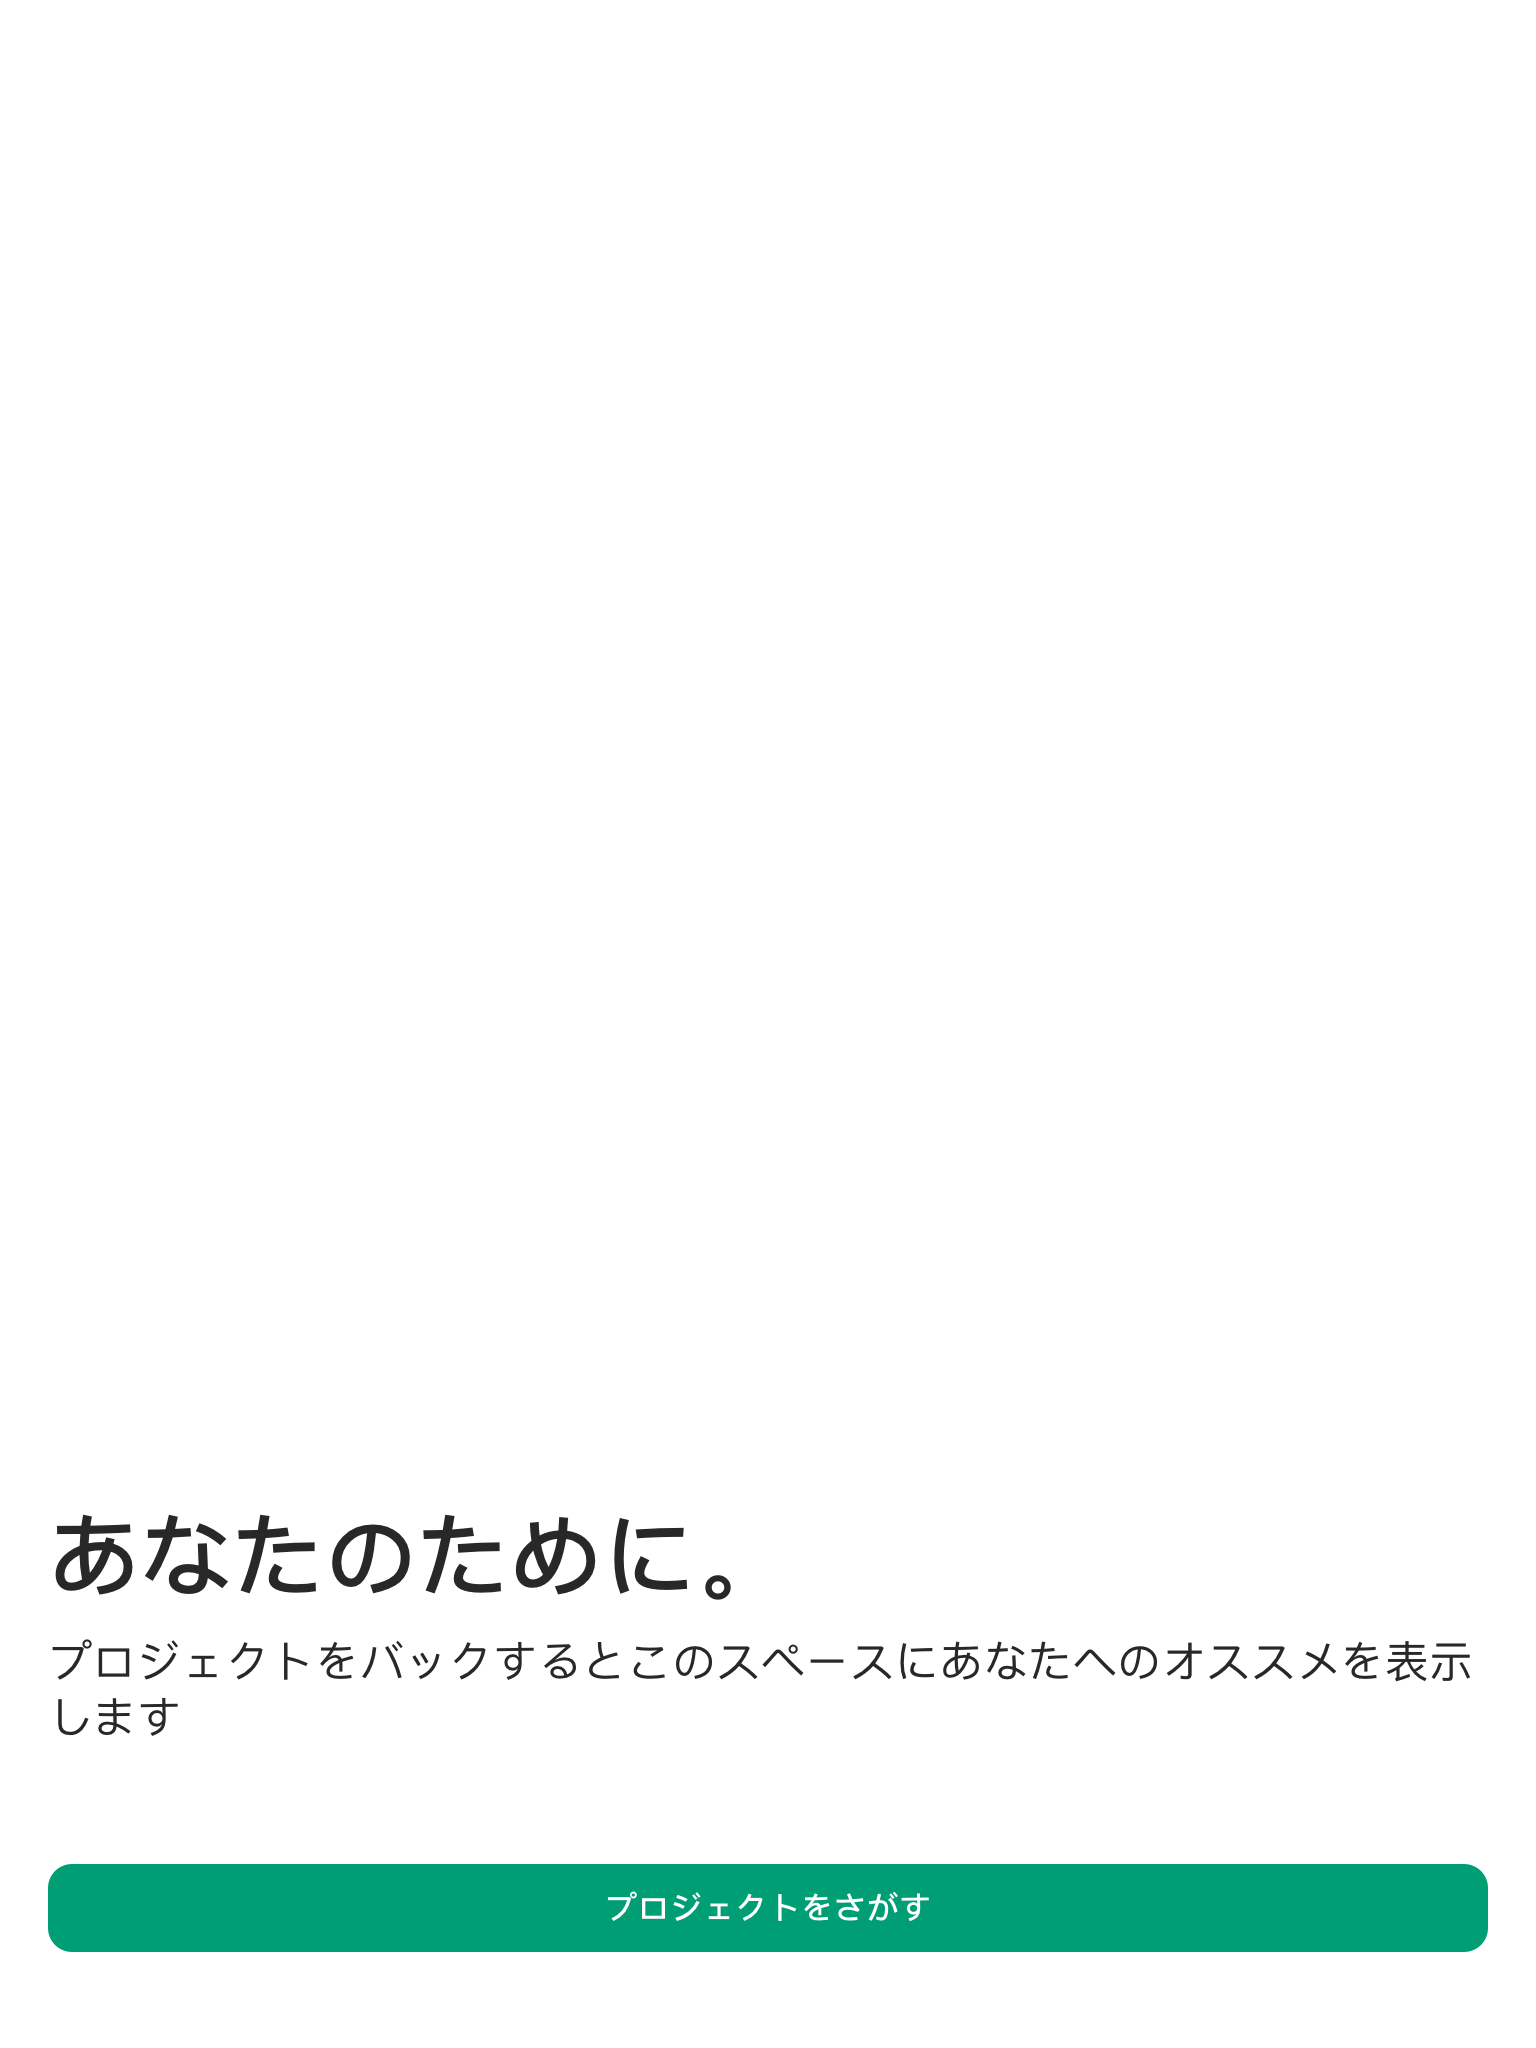 あなたのために。
プロジェクトをバックするとこのスペースにあなたへのオススメを表示
します
プロジェクトをさがす